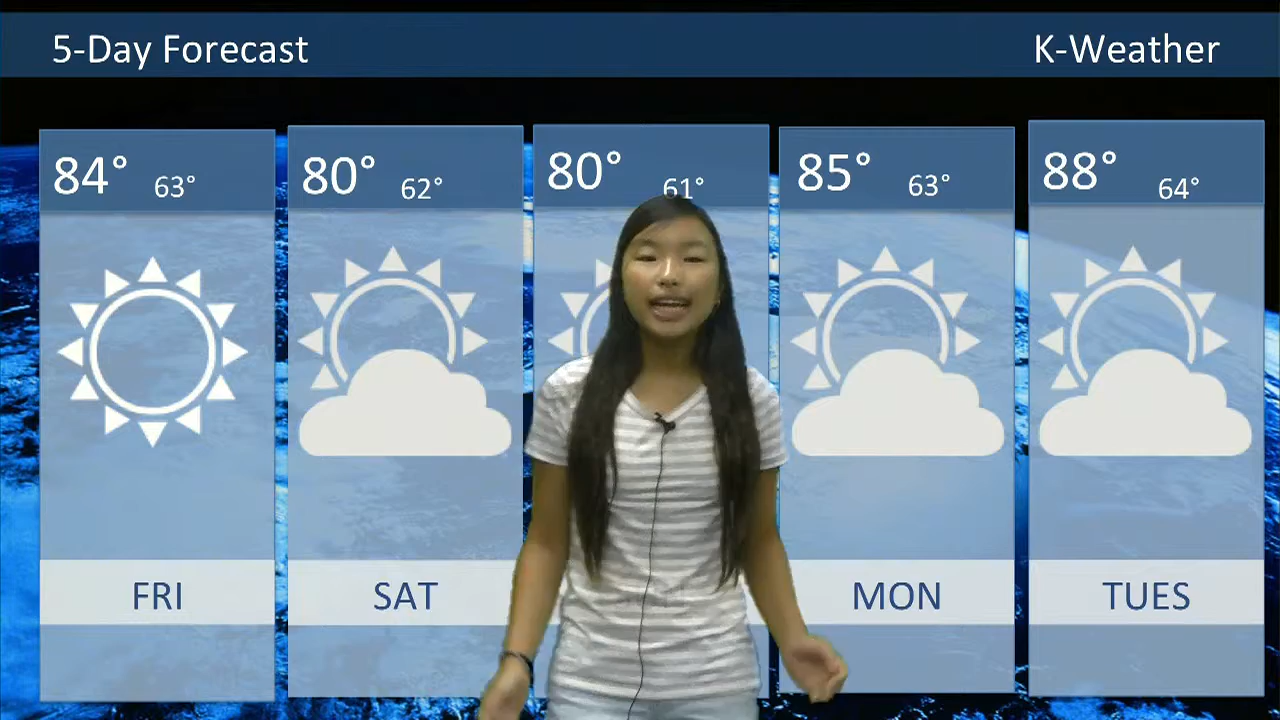 5-Day Forecast
K-Weather
84° 63°
80° 62°
80° 61°
85° 63°
88° 64°
FRI
SAT
MON
TUES